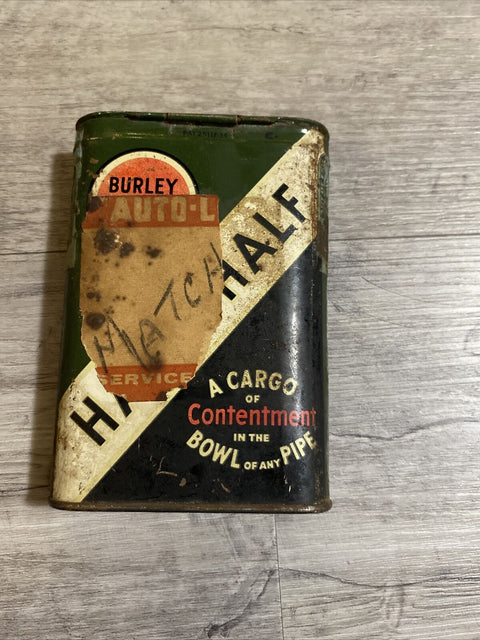 BURLEY
AUTO-L
MATCH
SERVICE
HALF
H
A CARGO
OF
Contentment
IN THE
BOWL OF ANY PIPE